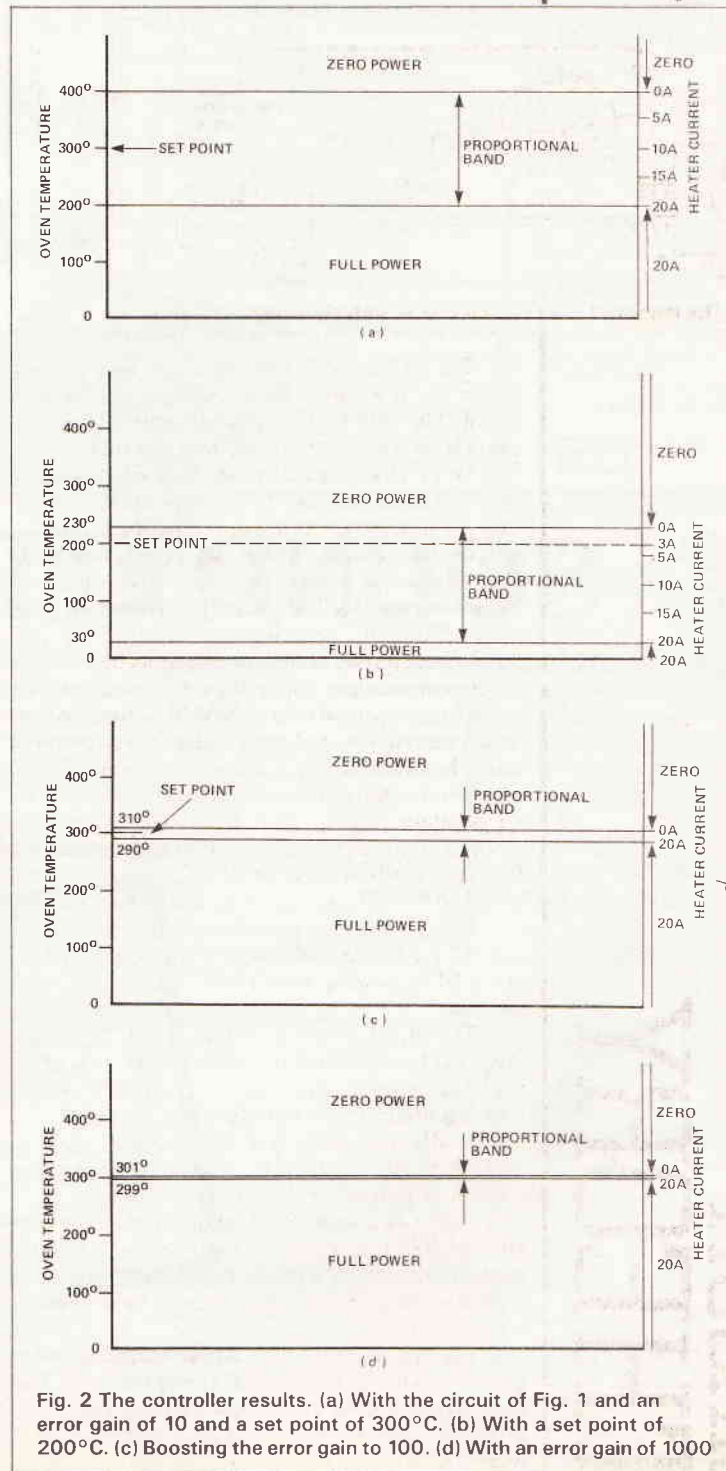 ZERO POWER
ZERO
400°
0A
5A
OVEN TEMPERATURE
300°
SET POINT
PROPORTIONAL
BAND
10A
HEATER CURRENT
15A
200°
20A
100°
FULL POWER
20A
0
(a)
400°
ZERO
OVEN TEMPERATURE
300°
ZERO POWER
230°
0A
200°
SET POINT
3A
5A
HEATER CURRENT
PROPORTIONAL
BAND
10A
100°
15A
30°
20A
0
FULL POWER
20A
(b)
ZERO POWER
400°
SET POINT
PROPORTIONAL
BAND
ZERO
OVEN TEMPERATURE
310°
300°
0A
290°
20A
HEATER CURRENT
200°
FULL POWER
20A
100°
0
(c)
ZERO POWER
ZERO
400°
PROPORTIONAL
BAND
OVEN TEMPERATURE
301°
0A
300°
299°
20A
HEATER CURRENT
200°
FULL POWER
20A
100°
0
(d)
Fig. 2 The controller results. (a) With the circuit of Fig. 1 and an
error gain of 10 and a set point of 300°C. (b) With a set point of
200°C. (c) Boosting the error gain to 100. (d) With an error gain of 1000